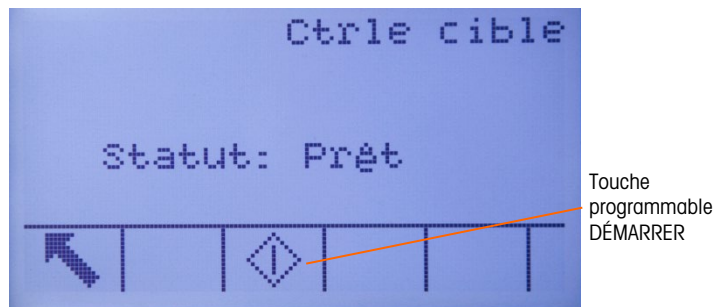 Ctrle cible
Statut: Prêt
Touche
programmable
DÉMARRER